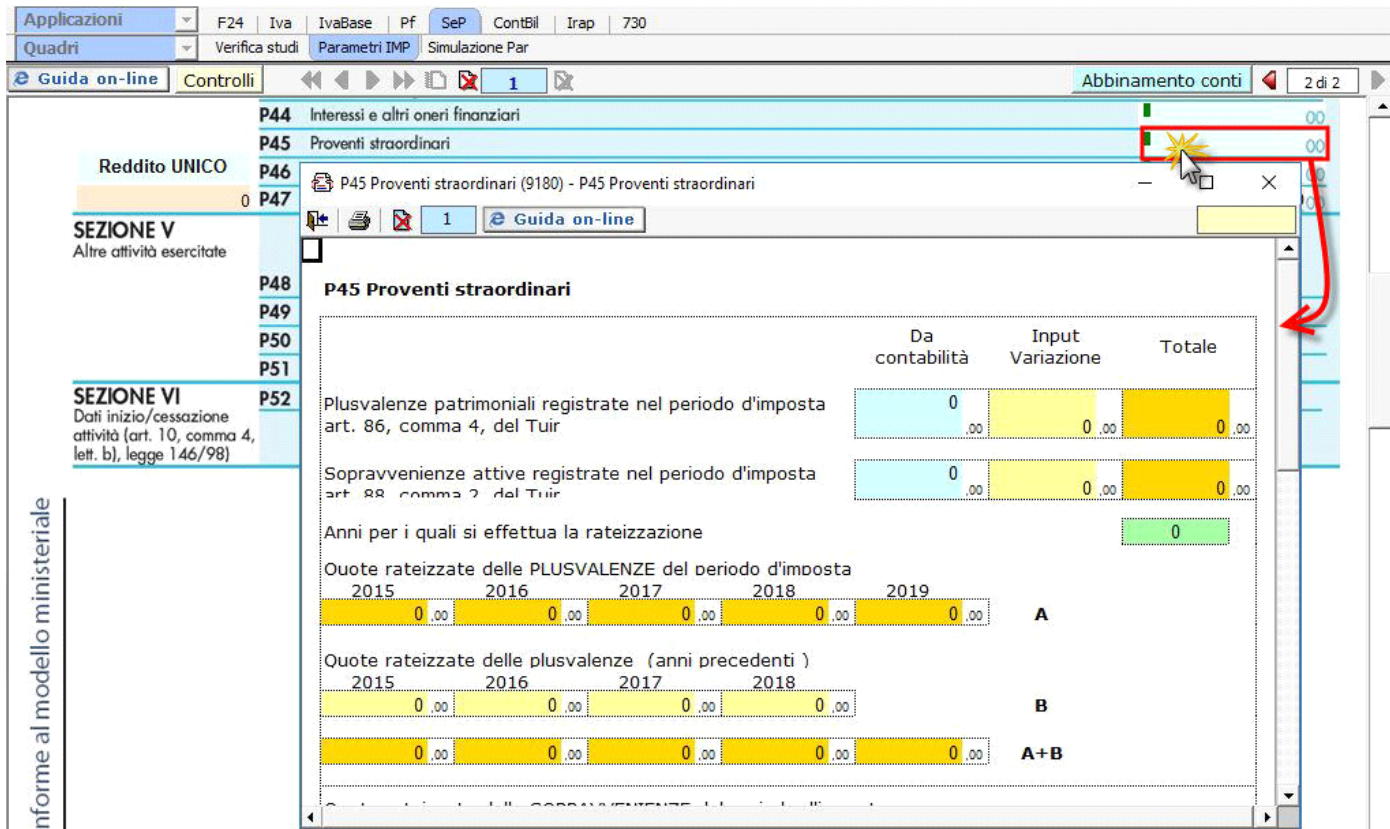 Applicazioni F24 Iva IvaBase Pf SeP ContBil Irap 730
Quadri Verifica studi Parametri IMP Simulazione Par
Guida on-line Controlli 1 Abbinamento conti 2 di 2
P44 Interessi e altri oneri finanziari 00
P45 Proventi straordinari 00
Reddito UNICO
P46
0 P47
SEZIONE V
Altre attività esercitate
P48
P49
P50
P51
SEZIONE VI P52
Dati inizio/cessazione
attività (art. 10, comma 4,
lett. b), legge 146/98)
nforme al modello ministeriale
P45 Proventi straordinari (9180) - P45 Proventi straordinari
1 Guida on-line
P45 Proventi straordinari
Da contabilità Input Variazione Totale
Plusvalenze patrimoniali registrate nel periodo d'imposta
art. 86, comma 4, del Tuir
0 ,00 0 ,00 0 ,00
Sopravvenienze attive registrate nel periodo d'imposta
art. 88, comma 2, del Tuir
0 ,00 0 ,00 0 ,00
Anni per i quali si effettua la rateizzazione 0
Quote rateizzate delle PLUSVALENZE del periodo d'imposta
2015 2016 2017 2018 2019
0 ,00 0 ,00 0 ,00 0 ,00 0 ,00 A
Quote rateizzate delle plusvalenze (anni precedenti )
2015 2016 2017 2018
0 ,00 0 ,00 0 ,00 0 ,00 B
0 ,00 0 ,00 0 ,00 0 ,00 0 ,00 A+B